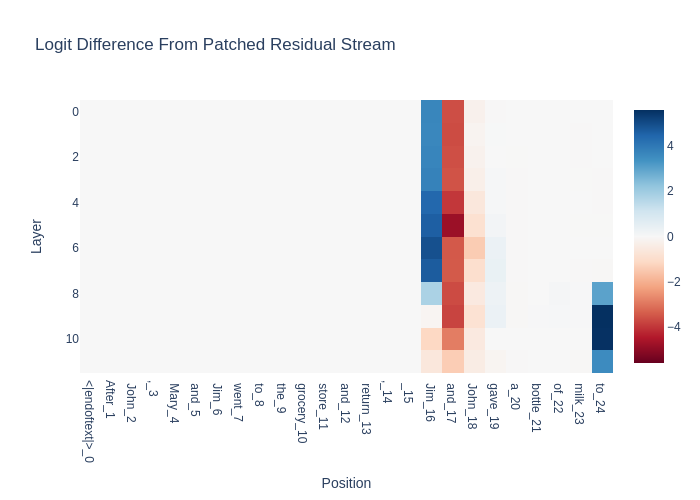 Logit Difference From Patched Residual Stream
0
2
4
6
8
10
Layer
<|endoftext|>_0
After_1
John_2
,_3
Mary_4
and_5
Jim_6
went_7
to_8
the_9
grocery_10
store_11
and_12
return_13
,_14
_15
Jim_16
and_17
John_18
gave_19
a_20
bottle_21
of_22
milk_23
to_24
Position
4
2
0
−2
−4